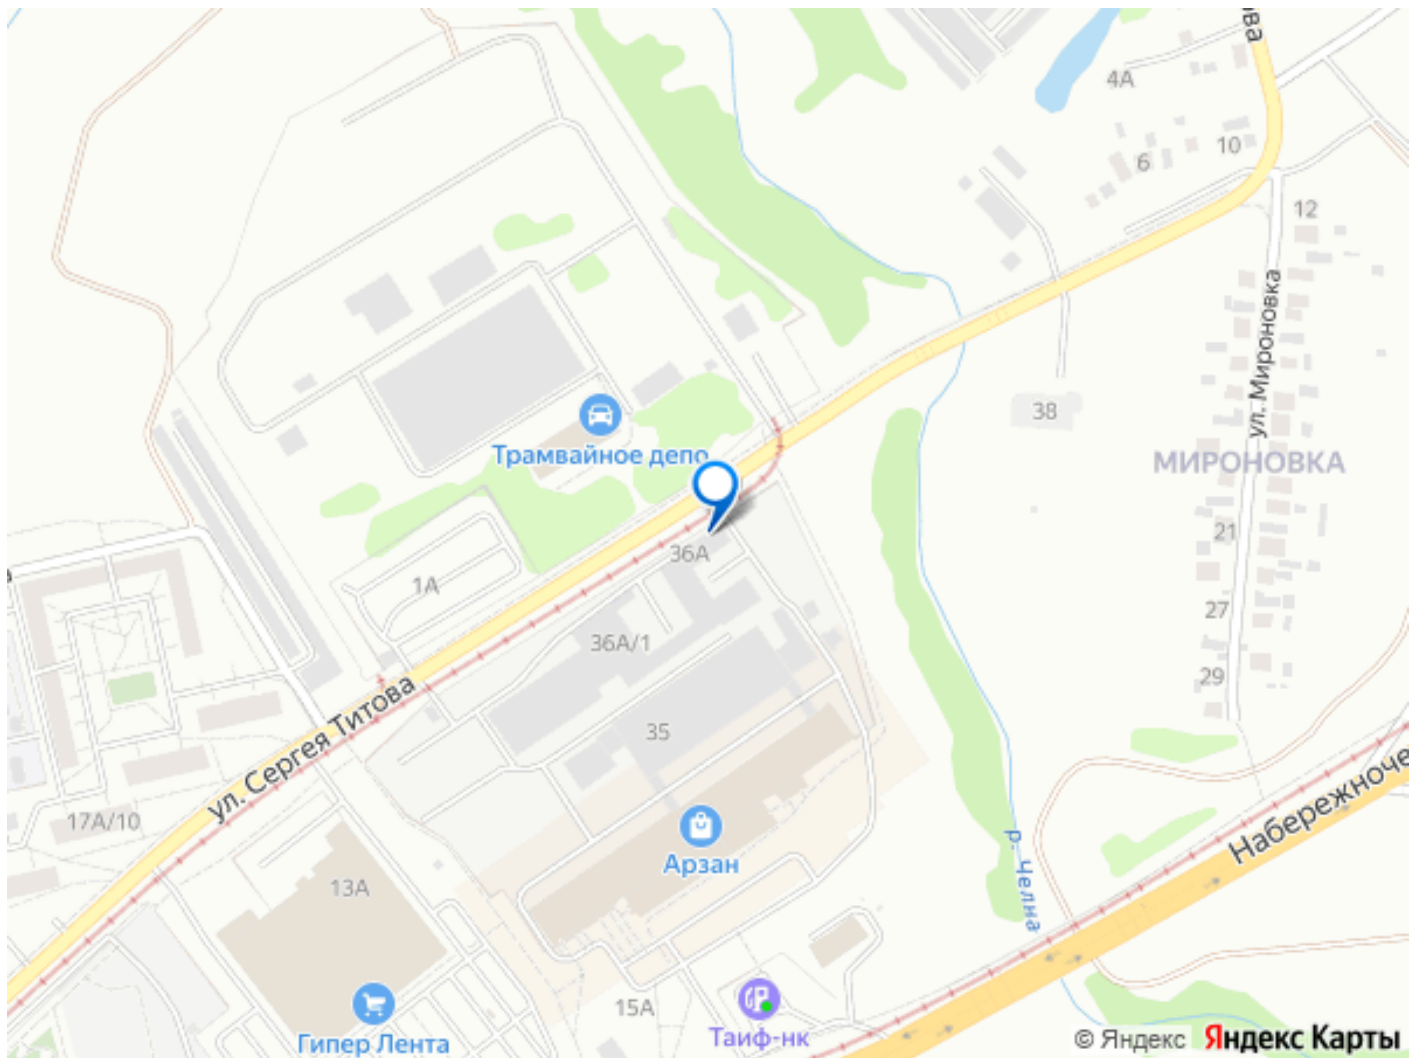 ова
4А
6
10
12
ул. Мироновка
38
Трамвайное депо
МИРОНОВКА
36А
21
1А
27
36А/1
29
ул. Сергея Титова
35
17А/10
Арзан
13А
р. Челна
Набережноче
15А
Таиф-нк
Гипер Лента
© Яндекс Яндекс Карты